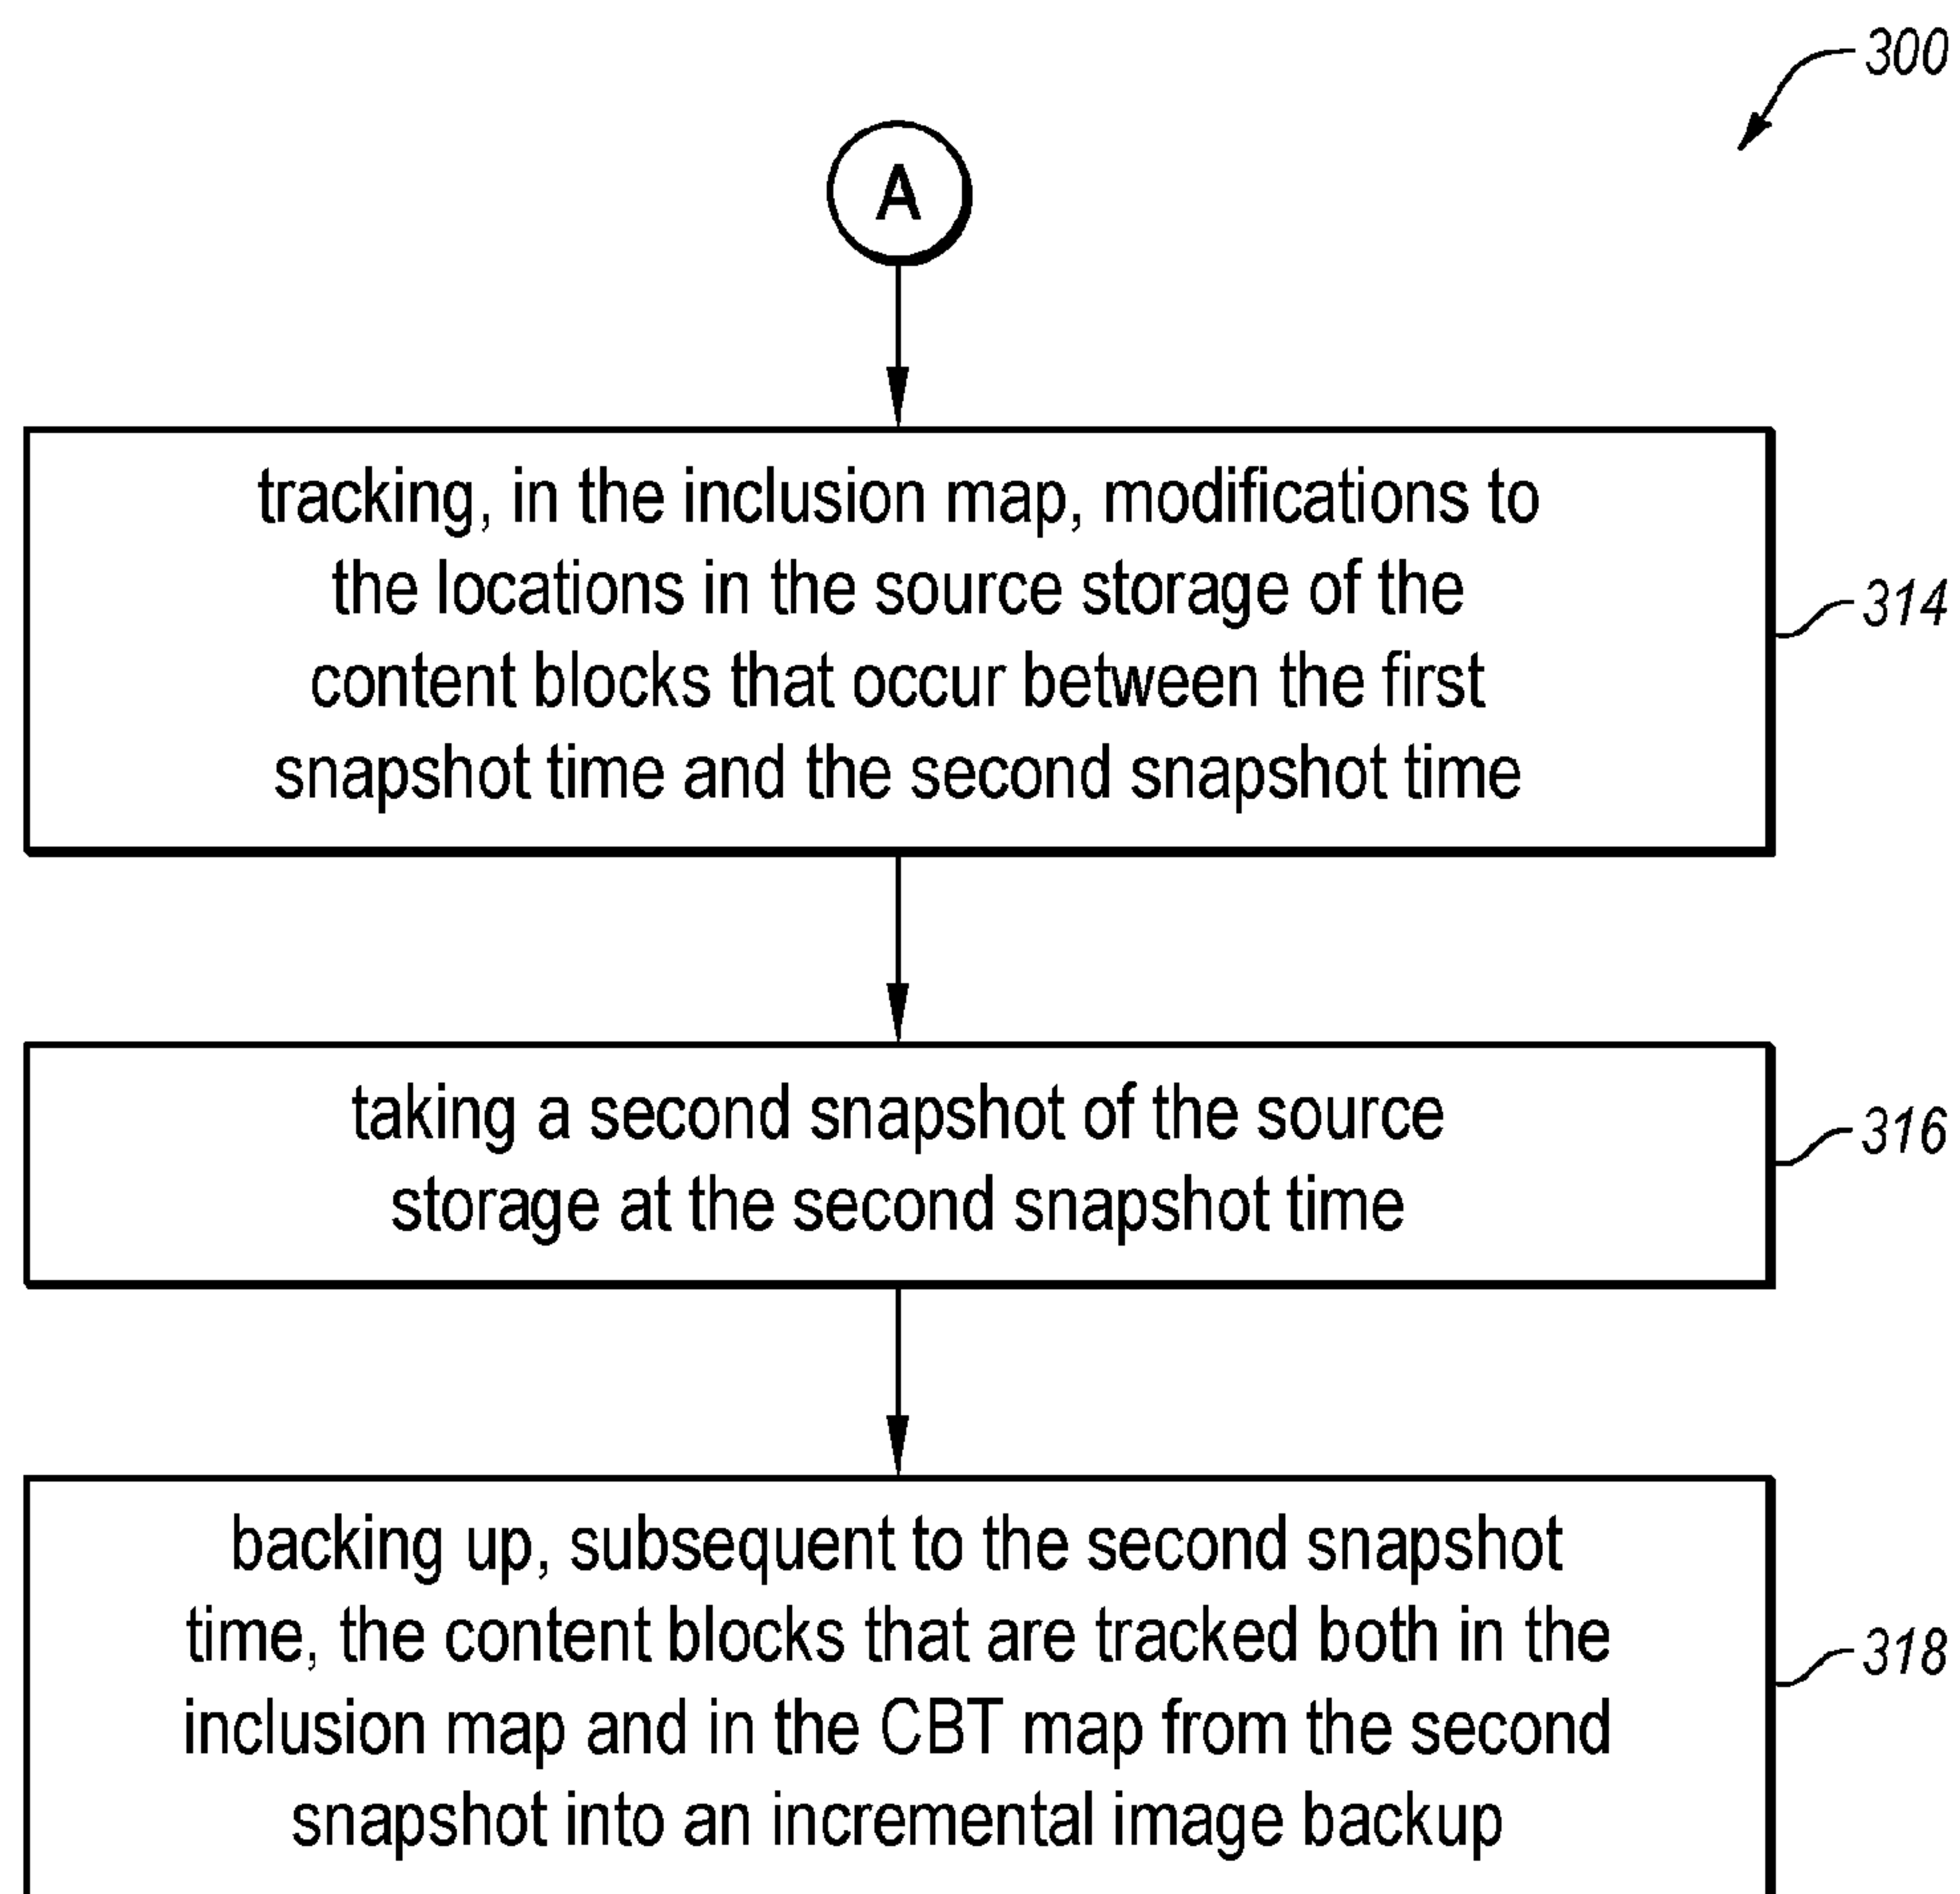 300
A
tracking, in the inclusion map, modifications to
the locations in the source storage of the
content blocks that occur between the first
snapshot time and the second snapshot time
314
taking a second snapshot of the source
storage at the second snapshot time
316
backing up, subsequent to the second snapshot
time, the content blocks that are tracked both in the
inclusion map and in the CBT map from the second
snapshot into an incremental image backup
318